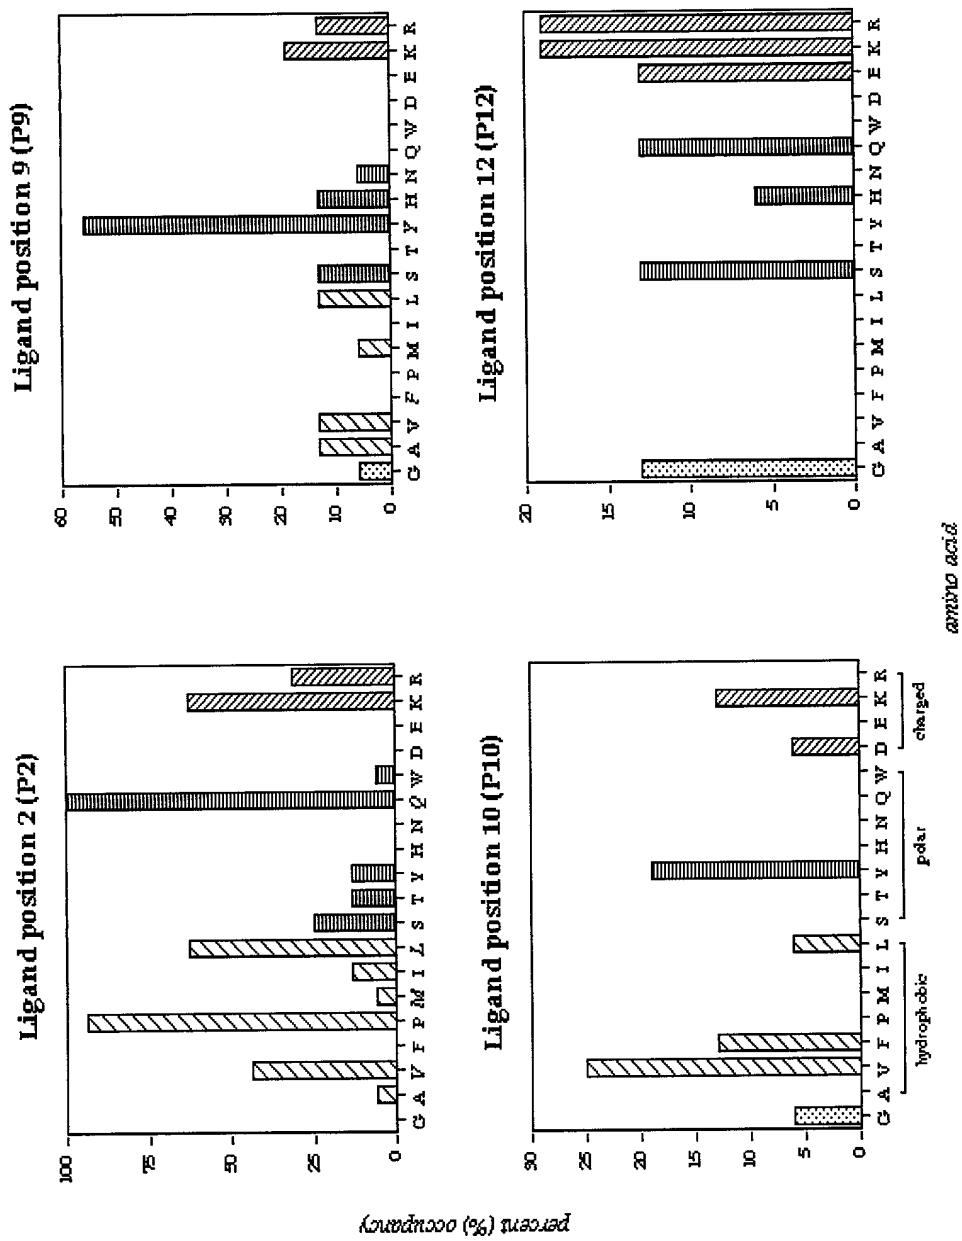 Ligand position 2 (P2)
100
75
50
25
0
G A V F P M I L S T Y H N Q W D E K R
Ligand position 9 (P9)
60
50
40
30
20
10
0
G A V F P M I L S T Y H N Q W D E K R
percent (%) occupancy
Ligand position 10 (P10)
30
25
20
15
10
5
0
G A V F P M I L S T Y H N Q W D E K R
hydrophobic
polar
charged
Ligand position 12 (P12)
20
15
10
5
0
G A V F P M I L S T Y H N Q W D E K R
amino acid